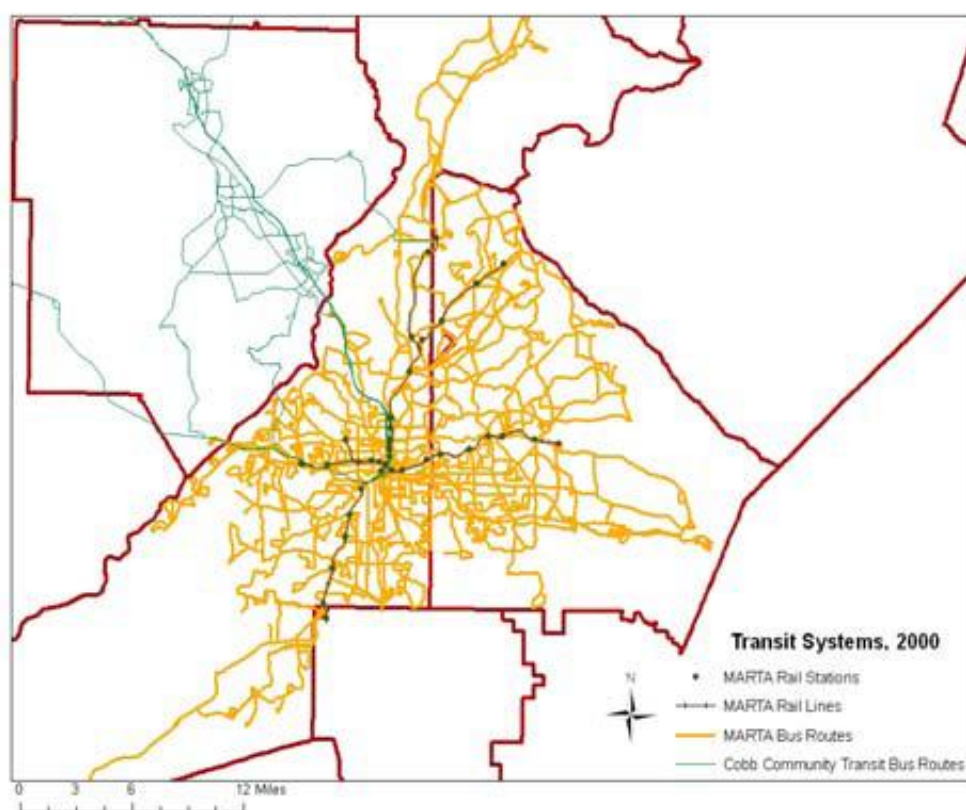 Transit Systems, 2000
N
MARTA Rail Stations
MARTA Rail Lines
MARTA Bus Routes
Cobb Community Transit Bus Routes
0 3 6 12 Miles